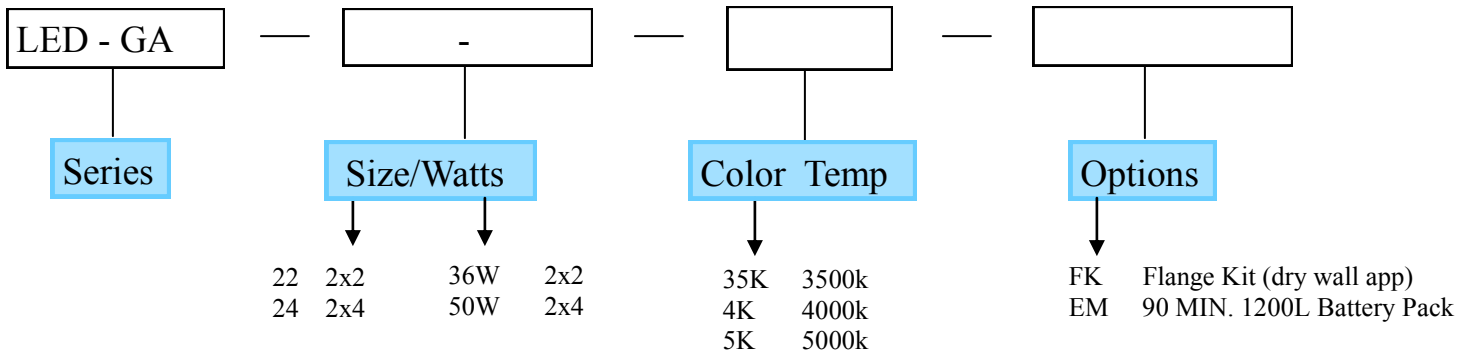 LED - GA — - — —
Series Size/Watts Color Temp Options
22 2x2 36W 2x2 35K 3500k FK Flange Kit (dry wall app)
24 2x4 50W 2x4 4K 4000k EM 90 MIN. 1200L Battery Pack
5K 5000k